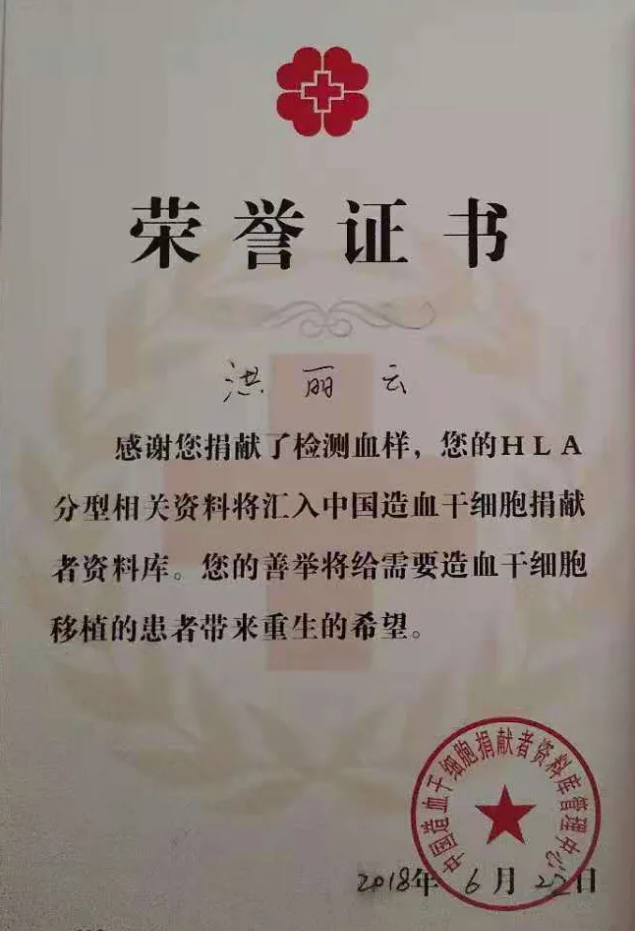 荣誉证书
洪丽云
感谢您捐献了检测血样，您的HLA
分型相关资料将汇入中国造血干细胞捐献
者资料库。您的善举将给需要造血干细胞
移植的患者带来重生的希望。
中国造血干细胞捐献者资料库管理中心
2018年6月22日